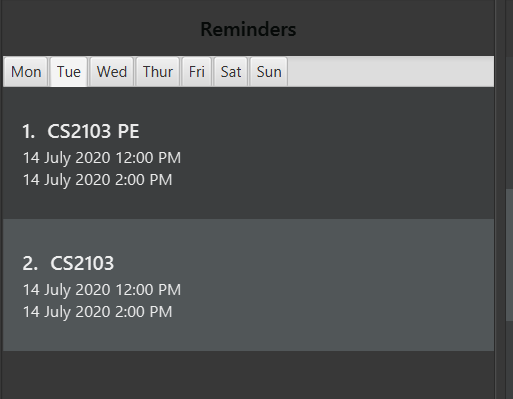 Reminders
Mon Tue Wed Thur Fri Sat Sun
1. CS2103 PE
14 July 2020 12:00 PM
14 July 2020 2:00 PM
2. CS2103
14 July 2020 12:00 PM
14 July 2020 2:00 PM